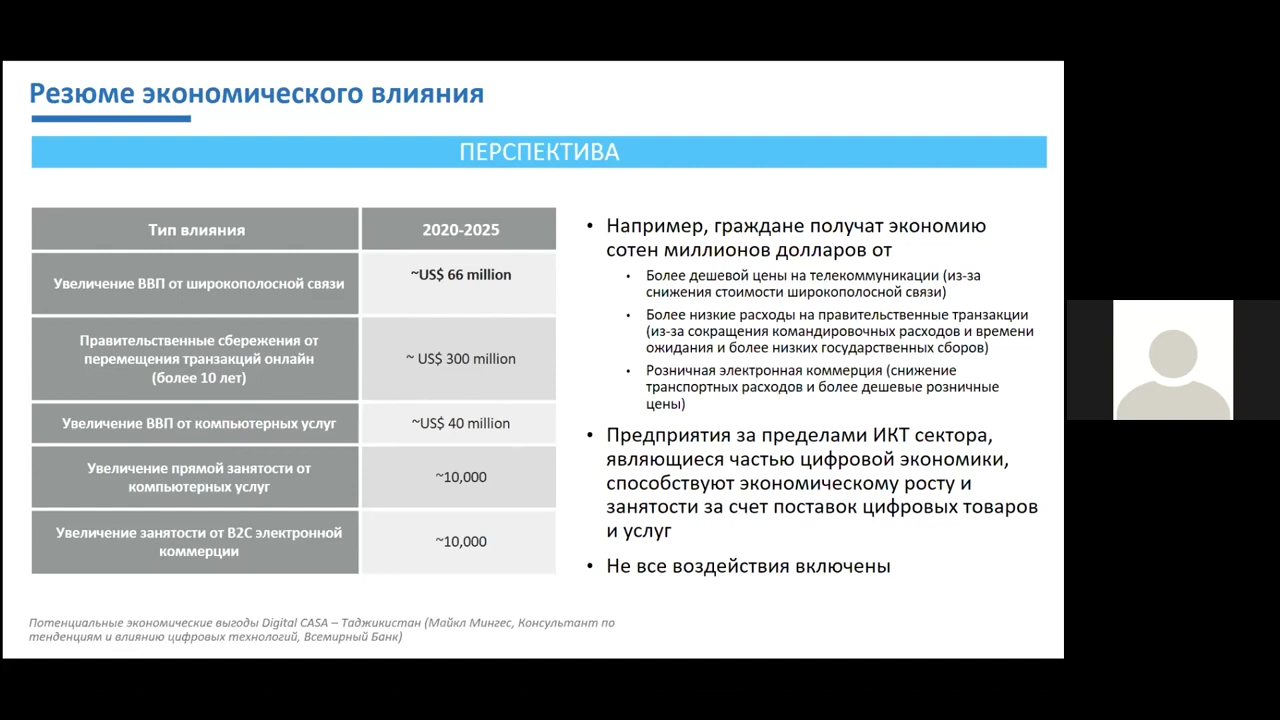 Резюме экономического влияния
ПЕРСПЕКТИВА
Тип влияния
2020-2025
Увеличение ВВП от широкополосной связи
~US$ 66 million
Правительственные сбережения от
перемещения транзакций онлайн
(более 10 лет)
~ US$ 300 million
Увеличение ВВП от компьютерных услуг
~US$ 40 million
Увеличение прямой занятости от
компьютерных услуг
~10,000
Увеличение занятости от B2C электронной
коммерции
~10,000
• Например, граждане получат экономию
сотен миллионов долларов от
• Более дешевой цены на телекоммуникации (из-за
снижения стоимости широкополосной связи)
• Более низкие расходы на правительственные транзакции
(из-за сокращения командировочных расходов и времени
ожидания и более низких государственных сборов)
• Розничная электронная коммерция (снижение
транспортных расходов и более дешевые розничные
цены)
• Предприятия за пределами ИКТ сектора,
являющиеся частью цифровой экономики,
способствуют экономическому росту и
занятости за счет поставок цифровых товаров
и услуг
• Не все воздействия включены
Потенциальные экономические выгоды Digital CASA – Таджикистан (Майкл Мингес, Консультант по
тенденциям и влиянию цифровых технологий, Всемирный Банк)